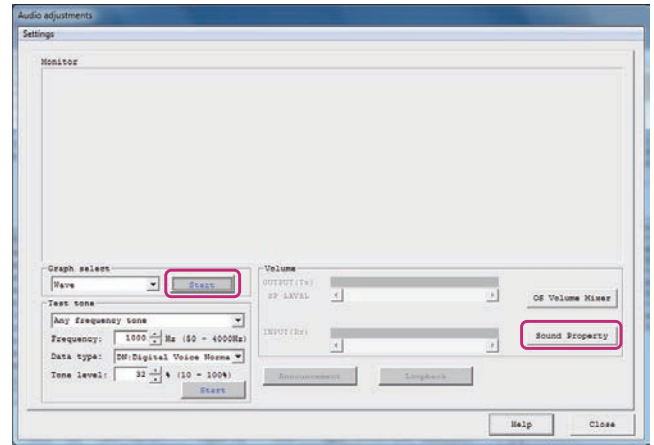 Audio adjustments
Settings
Monitor
Graph select
Wave
Start
Test tone
Any frequency tone
Frequency: 1000 Hz (50 - 4000Hz)
Data type: DN:Digital Voice Norma
Tone level: 32 % (10 - 100%)
Start
Volume
OUTPUT(Tx)
SP LAVAL
INPUT(Rx)
OS Volume Mixer
Sound Property
Announcement
Loopback
Help
Close